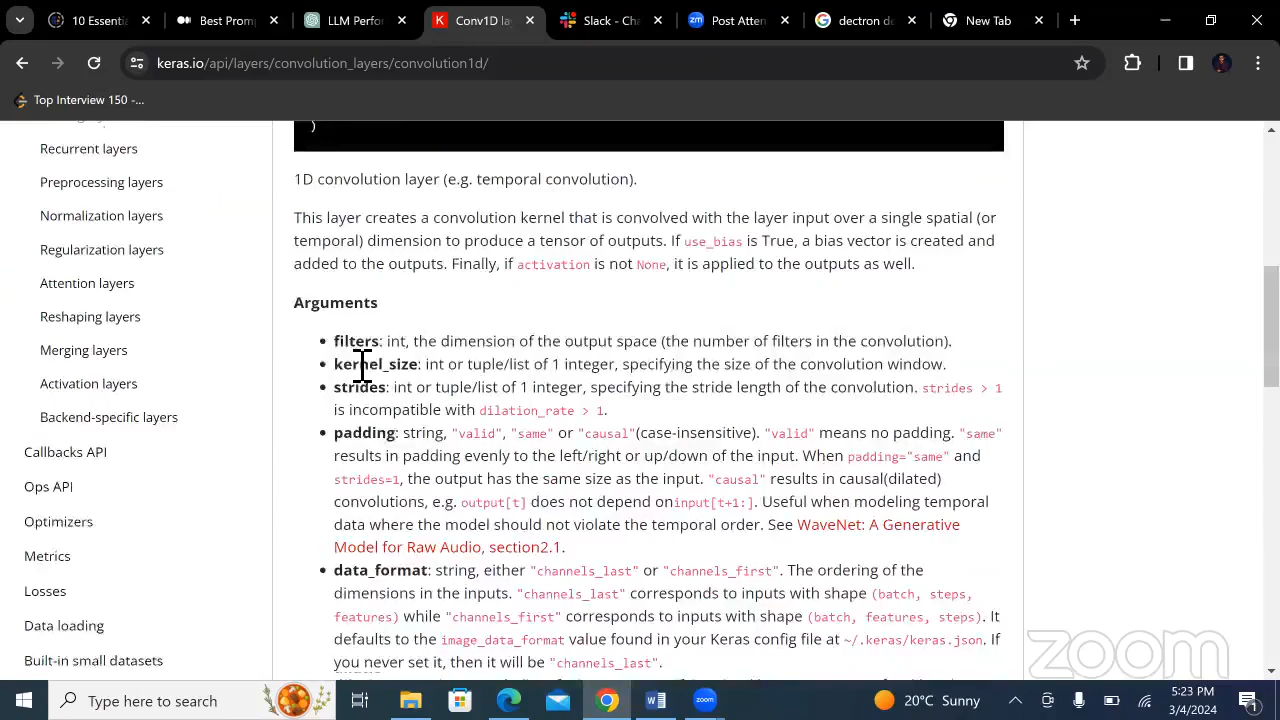 10 Essential
Best Promp
LLM Perfor
Conv1D la
Slack - Cha
Post Atten
dectron de
New Tab
keras.io/api/layers/convolution_layers/convolution1d/
Top Interview 150 -...
Recurrent layers
Preprocessing layers
Normalization layers
Regularization layers
Attention layers
Reshaping layers
Merging layers
Activation layers
Backend-specific layers
Callbacks API
Ops API
Optimizers
Metrics
Losses
Data loading
Built-in small datasets
)
1D convolution layer (e.g. temporal convolution).
This layer creates a convolution kernel that is convolved with the layer input over a single spatial (or
temporal) dimension to produce a tensor of outputs. If use_bias is True, a bias vector is created and
added to the outputs. Finally, if activation is not None, it is applied to the outputs as well.
Arguments
• filters: int, the dimension of the output space (the number of filters in the convolution).
• kernel_size: int or tuple/list of 1 integer, specifying the size of the convolution window.
• strides: int or tuple/list of 1 integer, specifying the stride length of the convolution. strides > 1
is incompatible with dilation_rate > 1.
• padding: string, "valid", "same" or "causal"(case-insensitive). "valid" means no padding. "same"
results in padding evenly to the left/right or up/down of the input. When padding="same" and
strides=1, the output has the same size as the input. "causal" results in causal(dilated)
convolutions, e.g. output[t] does not depend oninput[t+1:]. Useful when modeling temporal
data where the model should not violate the temporal order. See WaveNet: A Generative
Model for Raw Audio, section2.1.
• data_format: string, either "channels_last" or "channels_first". The ordering of the
dimensions in the inputs. "channels_last" corresponds to inputs with shape (batch, steps,
features) while "channels_first" corresponds to inputs with shape (batch, features, steps). It
defaults to the image_data_format value found in your Keras config file at ~/.keras/keras.json. If
you never set it, then it will be "channels_last".
zoom
Type here to search
20°C Sunny
5:23 PM
3/4/2024
1